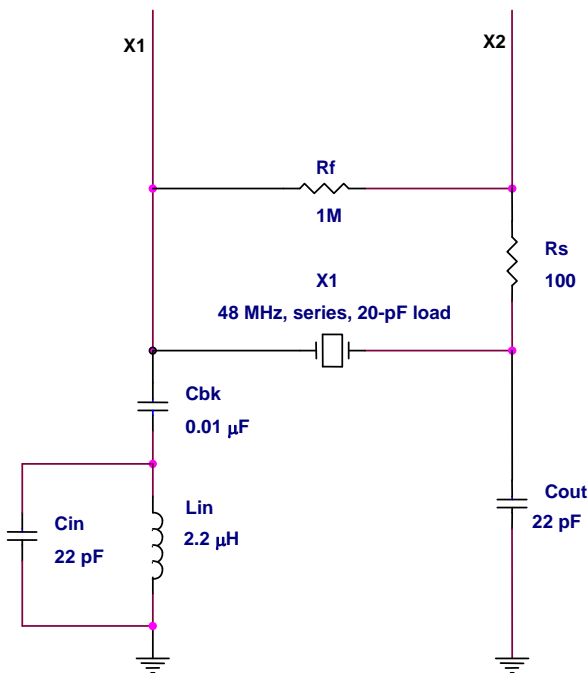 X1
X2
Rf
1M
Rs
100
X1
48 MHz, series, 20-pF load
Cbk
0.01 μF
Cin
22 pF
Lin
2.2 μH
Cout
22 pF